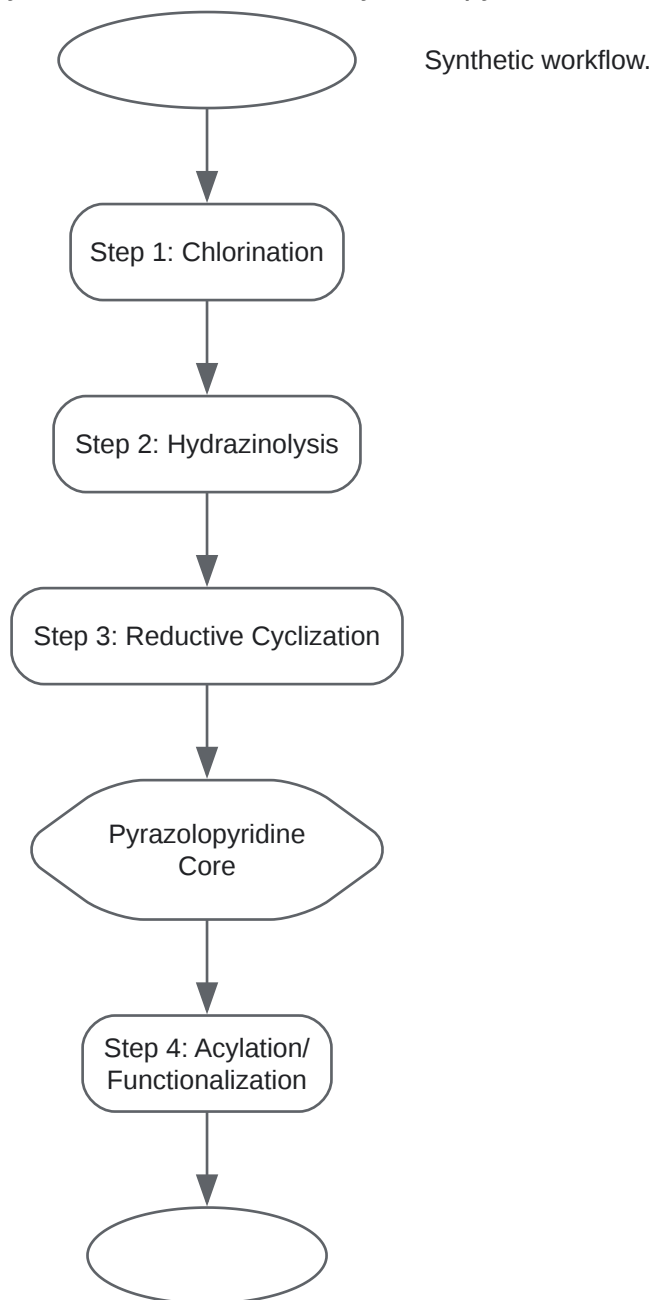 Synthetic workflow.
Step 1: Chlorination
Step 2: Hydrazinolysis
Step 3: Reductive Cyclization
Pyrazolopyridine
Core
Step 4: Acylation/
Functionalization